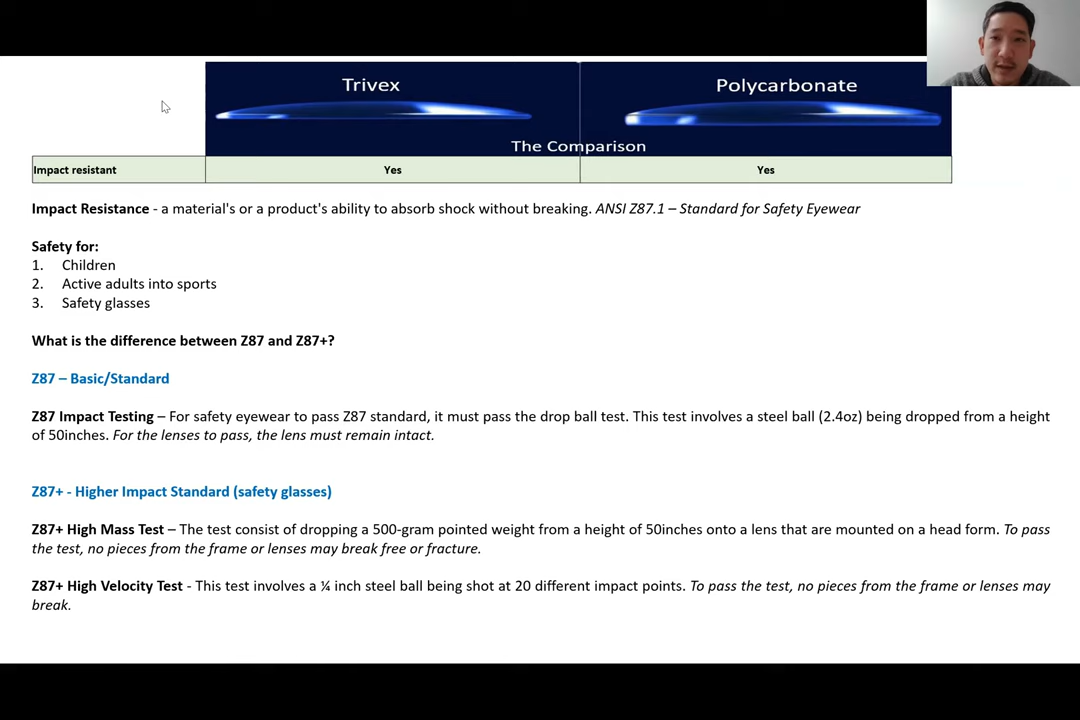 Trivex
Polycarbonate
The Comparison
Impact resistant Yes Yes
Impact Resistance - a material's or a product's ability to absorb shock without breaking. ANSI Z87.1 – Standard for Safety Eyewear
Safety for:
1. Children
2. Active adults into sports
3. Safety glasses
What is the difference between Z87 and Z87+?
Z87 – Basic/Standard
Z87 Impact Testing – For safety eyewear to pass Z87 standard, it must pass the drop ball test. This test involves a steel ball (2.4oz) being dropped from a height
of 50inches. For the lenses to pass, the lens must remain intact.
Z87+ - Higher Impact Standard (safety glasses)
Z87+ High Mass Test – The test consist of dropping a 500-gram pointed weight from a height of 50inches onto a lens that are mounted on a head form. To pass
the test, no pieces from the frame or lenses may break free or fracture.
Z87+ High Velocity Test - This test involves a ¼ inch steel ball being shot at 20 different impact points. To pass the test, no pieces from the frame or lenses may
break.